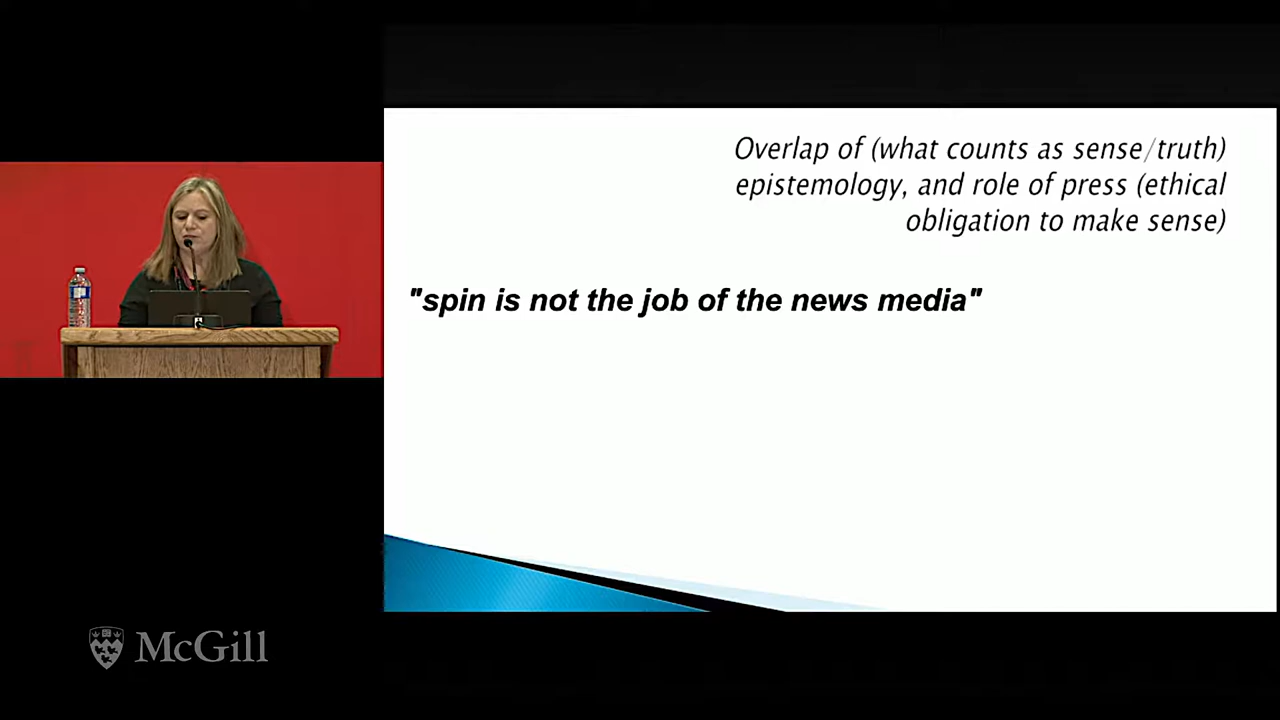 Overlap of (what counts as sense/truth)
epistemology, and role of press (ethical
obligation to make sense)
"spin is not the job of the news media"
McGill